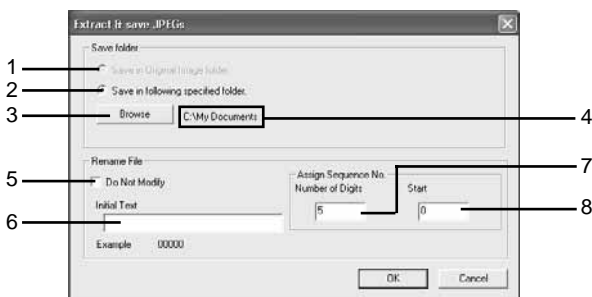 Extract & save JPEGs
Save folder
1
Save in Original Image folder.
2
Save in following specified folder.
3
Browse
C:\My Documents
4
Rename File
7
5
Do Not Modify
Assign Sequence No.
Number of Digits
Start
Initial Text
5
0
8
6
Example 00000
OK
Cancel